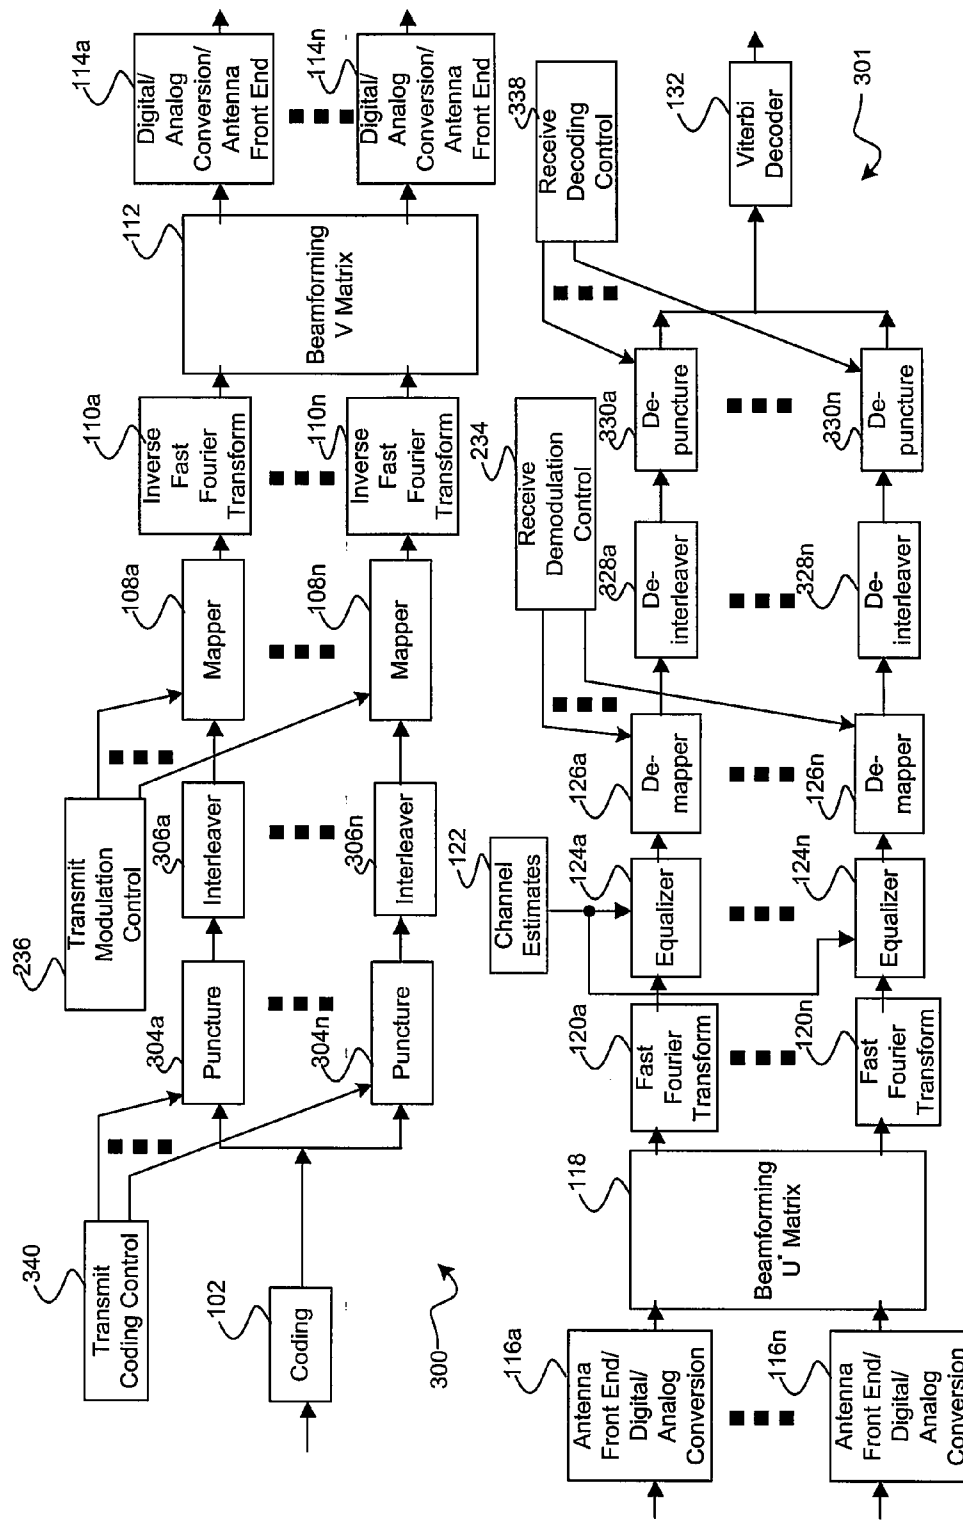 340
Transmit
Coding Control
102
Coding
300
304a
Puncture
304n
Puncture
236
Transmit
Modulation
Control
306a
Interleaver
306n
Interleaver
108a
Mapper
108n
Mapper
110a
Inverse
Fast
Fourier
Transform
110n
Inverse
Fast
Fourier
Transform
112
Beamforming
V Matrix
114a
Digital/
Analog
Conversion/
Antenna
Front End
114n
Digital/
Analog
Conversion/
Antenna
Front End
116a
Antenna
Front End/
Digital/
Analog
Conversion
116n
Antenna
Front End/
Digital/
Analog
Conversion
118
Beamforming
U* Matrix
120a
Fast
Fourier
Transform
120n
Fast
Fourier
Transform
122
Channel
Estimates
124a
Equalizer
124n
Equalizer
126a
De-
mapper
126n
De-
mapper
234
Receive
Demodulation
Control
328a
De-
interleaver
328n
De-
interleaver
330a
De-
puncture
330n
De-
puncture
338
Receive
Decoding
Control
132
Viterbi
Decoder
301